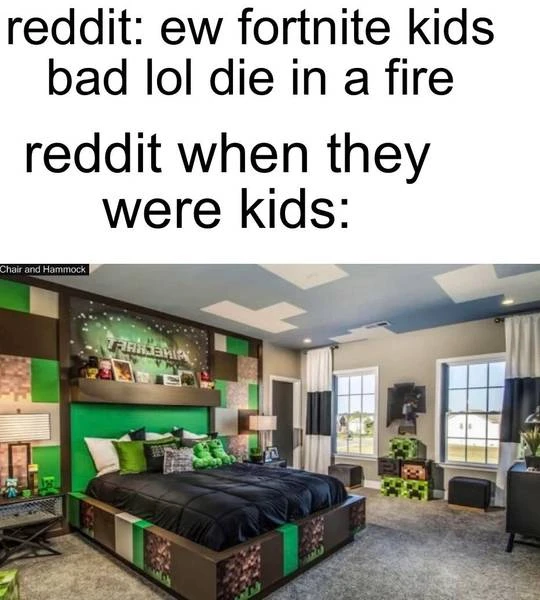 reddit: ew fortnite kids
bad lol die in a fire
reddit when they
were kids:
Chair and Hammock